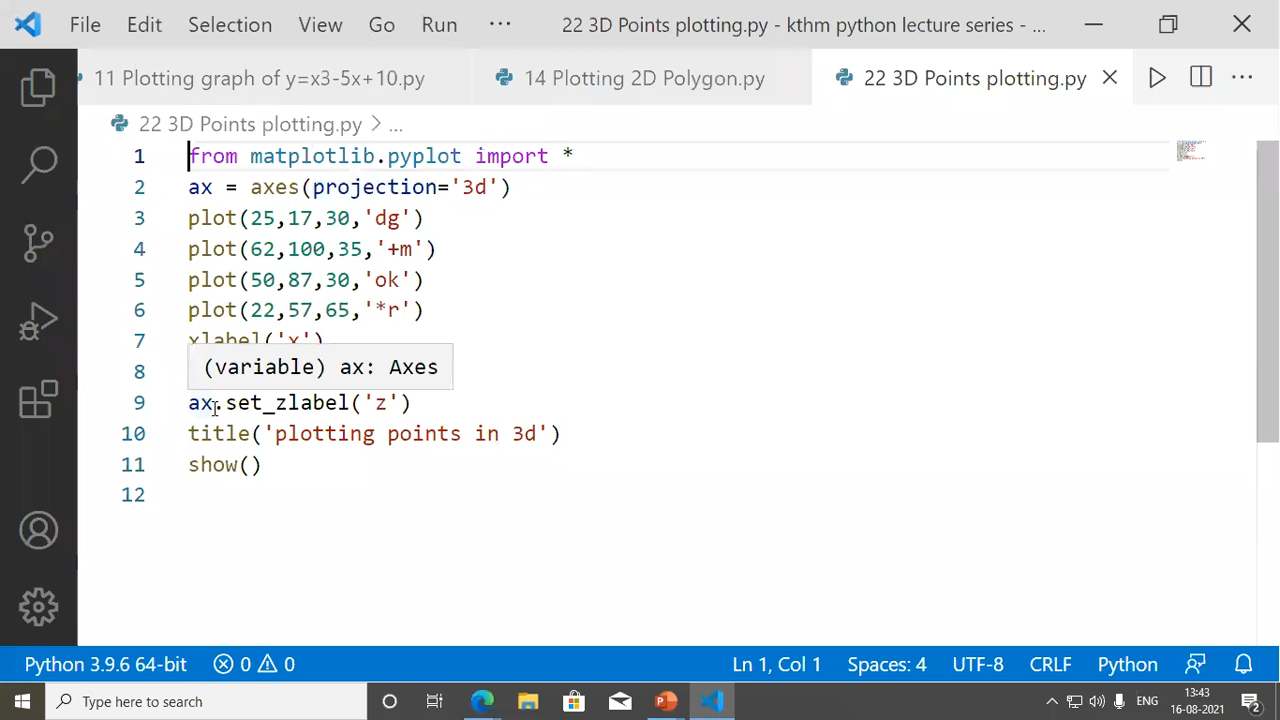 File Edit Selection View Go Run ··· 22 3D Points plotting.py - kthm python lecture series - ...
11 Plotting graph of y=x3-5x+10.py 14 Plotting 2D Polygon.py 22 3D Points plotting.py
22 3D Points plotting.py > ...
1 from matplotlib.pyplot import *
2 ax = axes(projection='3d')
3 plot(25,17,30,'dg')
4 plot(62,100,35,'+m')
5 plot(50,87,30,'ok')
6 plot(22,57,65,'*r')
7 xlabel('x')
8 (variable) ax: Axes
9 ax.set_zlabel('z')
10 title('plotting points in 3d')
11 show()
12
Python 3.9.6 64-bit 0 0 Ln 1, Col 1 Spaces: 4 UTF-8 CRLF Python
Type here to search ENG 13:43
16-08-2021 2